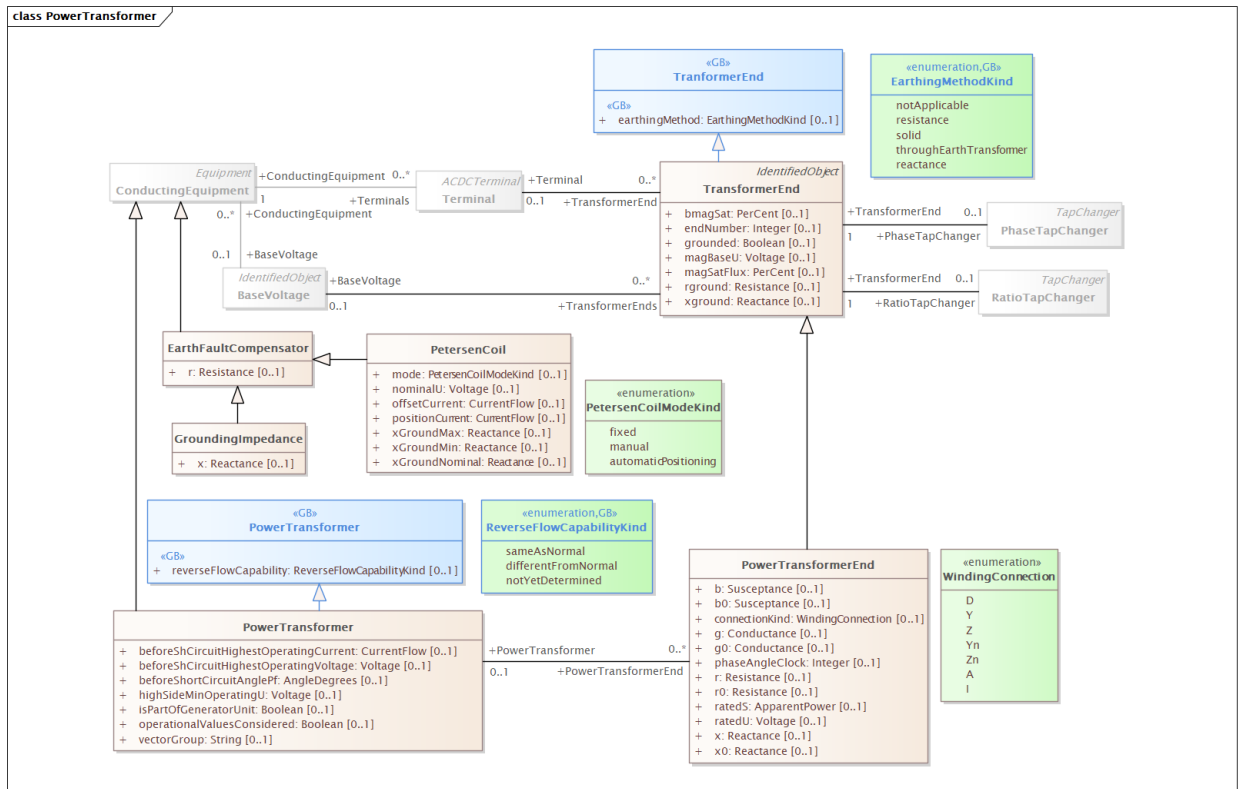 class PowerTransformer
«GB»
TranformerEnd
«GB»
+ earthingMethod: EarthingMethodKind [0..1]
«enumeration,GB»
EarthingMethodKind
notApplicable
resistance
solid
throughEarthTransformer
reactance
Equipment
ConductingEquipment
+ConductingEquipment 0..*
1 +Terminals
ACDCTerminal
Terminal
+Terminal 0..*
0..1 +TransformerEnd
IdentifiedObject
TransformerEnd
+ bmagSat: PerCent [0..1]
+ endNumber: Integer [0..1]
+ grounded: Boolean [0..1]
+ magBaseU: Voltage [0..1]
+ magSatFlux: PerCent [0..1]
+ rground: Resistance [0..1]
+ xground: Reactance [0..1]
+TransformerEnd 0..1
1 +PhaseTapChanger
TapChanger
PhaseTapChanger
+TransformerEnd 0..1
1 +RatioTapChanger
TapChanger
RatioTapChanger
0..* +ConductingEquipment
0..1 +BaseVoltage
IdentifiedObject
BaseVoltage
+BaseVoltage 0..*
0..1 +TransformerEnds
EarthFaultCompensator
+ r: Resistance [0..1]
PetersenCoil
+ mode: PetersenCoilModeKind [0..1]
+ nominalU: Voltage [0..1]
+ offsetCurrent: CurrentFlow [0..1]
+ positionCurrent: CurrentFlow [0..1]
+ xGroundMax: Reactance [0..1]
+ xGroundMin: Reactance [0..1]
+ xGroundNominal: Reactance [0..1]
«enumeration»
PetersenCoilModeKind
fixed
manual
automaticPositioning
GroundingImpedance
+ x: Reactance [0..1]
«GB»
PowerTransformer
«GB»
+ reverseFlowCapability: ReverseFlowCapabilityKind [0..1]
«enumeration,GB»
ReverseFlowCapabilityKind
sameAsNormal
differentFromNormal
notYetDetermined
PowerTransformer
+ beforeShCircuitHighestOperatingCurrent: CurrentFlow [0..1]
+ beforeShCircuitHighestOperatingVoltage: Voltage [0..1]
+ beforeShortCircuitAnglePf: AngleDegrees [0..1]
+ highSideMinOperatingU: Voltage [0..1]
+ isPartOfGeneratorUnit: Boolean [0..1]
+ operationalValuesConsidered: Boolean [0..1]
+ vectorGroup: String [0..1]
+PowerTransformer 0..*
0..1 +PowerTransformerEnd
PowerTransformerEnd
+ b: Susceptance [0..1]
+ b0: Susceptance [0..1]
+ connectionKind: WindingConnection [0..1]
+ g: Conductance [0..1]
+ g0: Conductance [0..1]
+ phaseAngleClock: Integer [0..1]
+ r: Resistance [0..1]
+ r0: Resistance [0..1]
+ ratedS: ApparentPower [0..1]
+ ratedU: Voltage [0..1]
+ x: Reactance [0..1]
+ x0: Reactance [0..1]
«enumeration»
WindingConnection
D
Y
Z
Yn
Zn
A
I